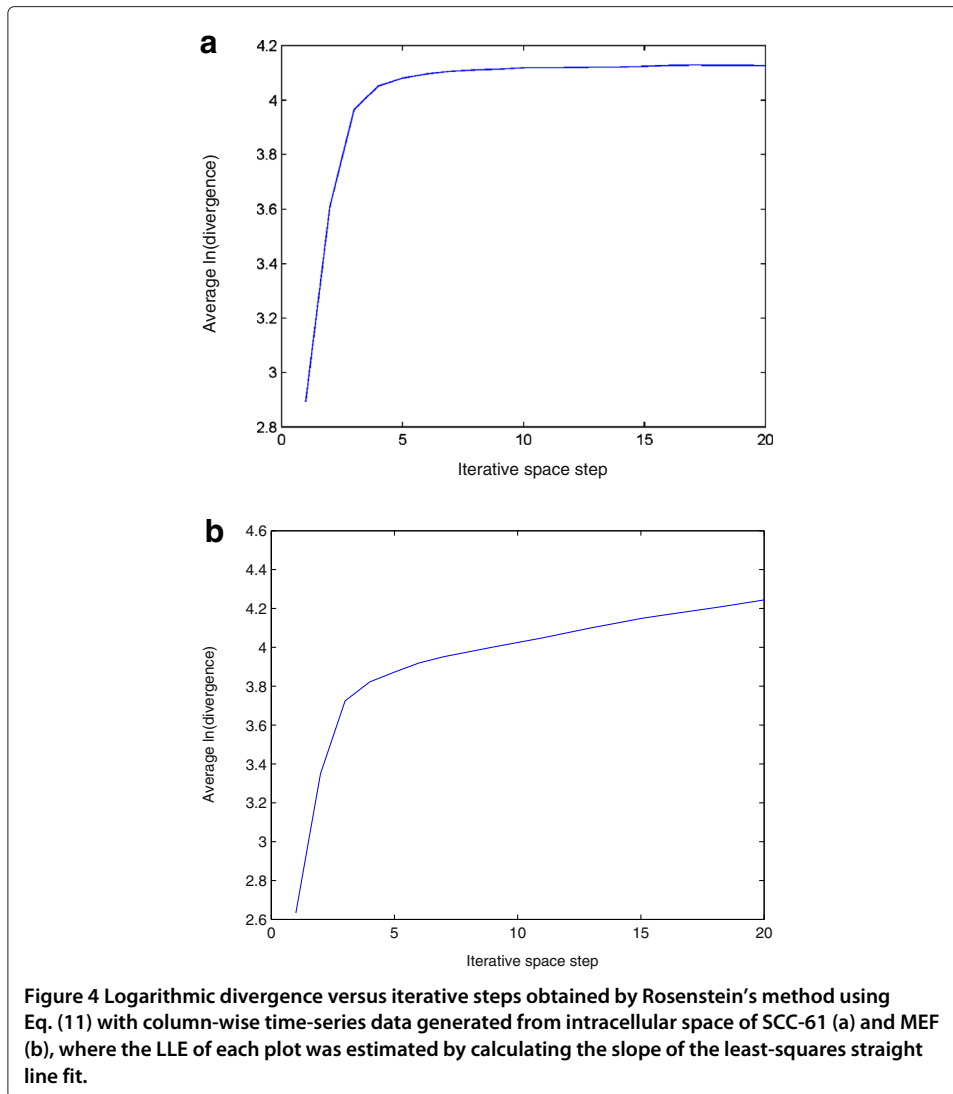 a
4.2
4
3.8
3.6
3.4
3.2
3
2.8
Average ln(divergence)
0 5 10 15 20
Iterative space step
b
4.6
4.4
4.2
4
3.8
3.6
3.4
3.2
3
2.8
2.6
Average ln(divergence)
0 5 10 15 20
Iterative space step
Figure 4 Logarithmic divergence versus iterative steps obtained by Rosenstein's method using
Eq. (11) with column-wise time-series data generated from intracellular space of SCC-61 (a) and MEF
(b), where the LLE of each plot was estimated by calculating the slope of the least-squares straight
line fit.